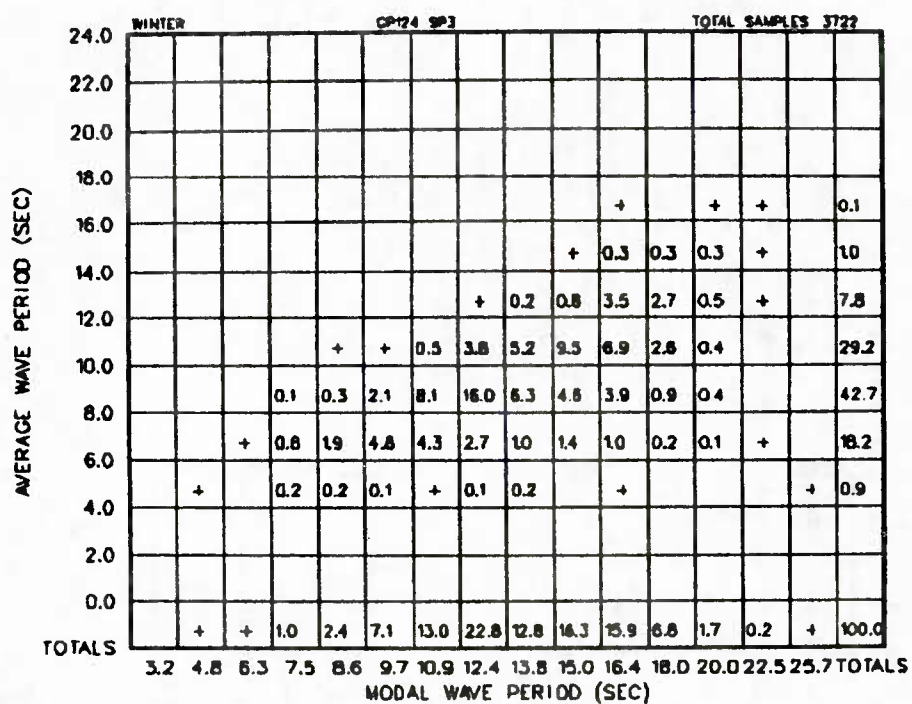 WINTER CP124 9P3 TOTAL SAMPLES 3722
24.0
22.0
20.0
18.0
+ + + 0.1
16.0
+ 0.3 0.3 0.3 + 1.0
14.0
+ 0.2 0.8 3.5 2.7 0.5 + 7.8
12.0
+ + 0.5 3.8 5.2 9.5 6.9 2.8 0.4 29.2
10.0
0.1 0.3 2.1 8.1 16.0 6.3 4.6 3.9 0.9 0.4 42.7
8.0
+ 0.8 1.9 4.8 4.3 2.7 1.0 1.4 1.0 0.2 0.1 + 18.2
6.0
+ 0.2 0.2 0.1 + 0.1 0.2 + + 0.9
4.0
2.0
0.0
+ + 1.0 2.4 7.1 13.0 22.8 12.8 16.3 15.9 6.8 1.7 0.2 + 100.0
TOTALS
3.2 4.8 6.3 7.5 8.6 9.7 10.9 12.4 13.8 15.0 16.4 18.0 20.0 22.5 25.7 TOTALS
MODAL WAVE PERIOD (SEC)
AVERAGE WAVE PERIOD (SEC)